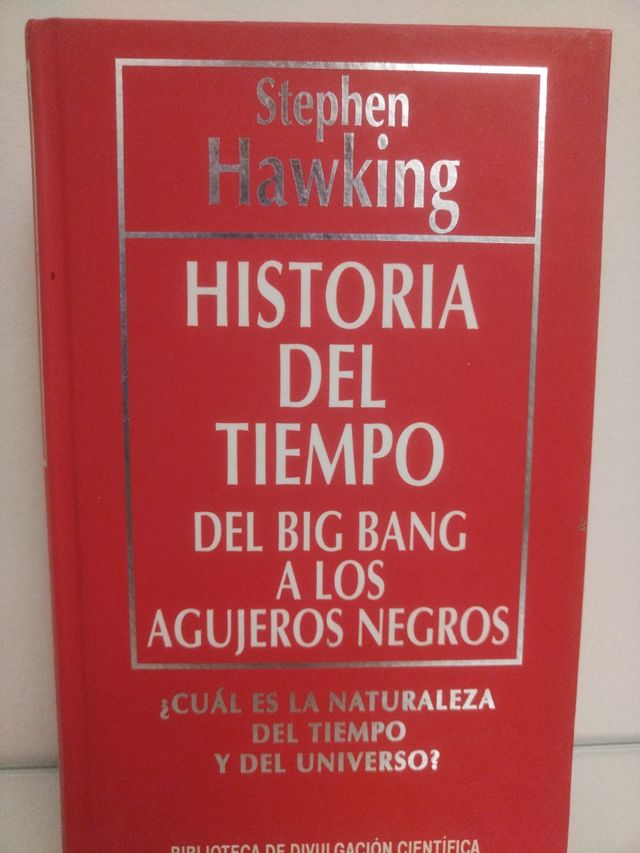 Stephen
Hawking
HISTORIA
DEL
TIEMPO
DEL BIG BANG
A LOS
AGUJEROS NEGROS
¿CUÁL ES LA NATURALEZA
DEL TIEMPO
Y DEL UNIVERSO?
BIBLIOTECA DE DIVULGACIÓN CIENTÍFICA